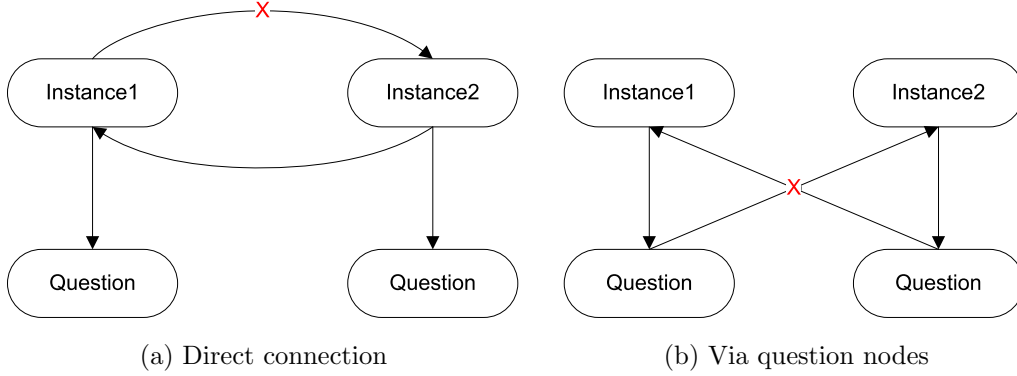 X
Instance1
Instance2
Question
Question
(a) Direct connection
Instance1
Instance2
X
Question
Question
(b) Via question nodes